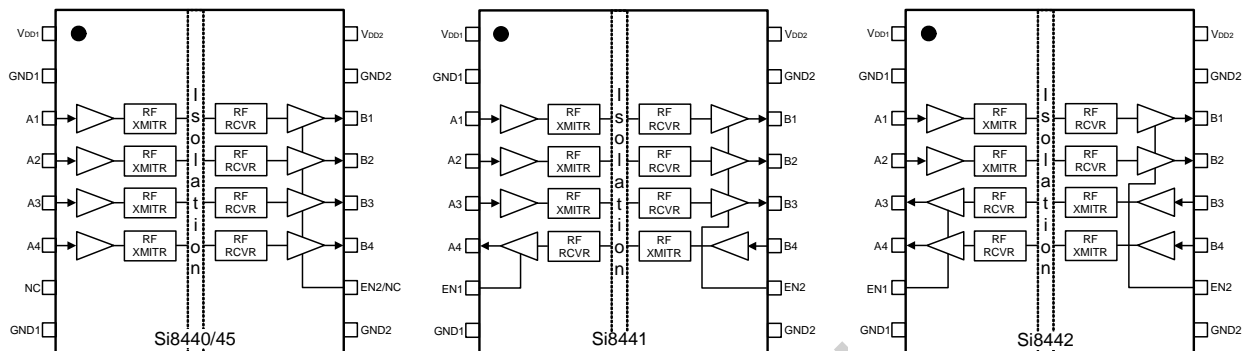 VDD1
VDD2
GND1
GND2
A1
RF XMITR
RF RCVR
B1
A2
RF XMITR
RF RCVR
B2
A3
RF XMITR
RF RCVR
B3
A4
RF XMITR
RF RCVR
B4
Isolation
NC
EN2/NC
GND1
GND2
Si8440/45
VDD1
VDD2
GND1
GND2
A1
RF XMITR
RF RCVR
B1
A2
RF XMITR
RF RCVR
B2
A3
RF XMITR
RF RCVR
B3
A4
RF RCVR
RF XMITR
B4
Isolation
EN1
EN2
GND1
GND2
Si8441
VDD1
VDD2
GND1
GND2
A1
RF XMITR
RF RCVR
B1
A2
RF XMITR
RF RCVR
B2
A3
RF RCVR
RF XMITR
B3
A4
RF RCVR
RF XMITR
B4
Isolation
EN1
EN2
GND1
GND2
Si8442